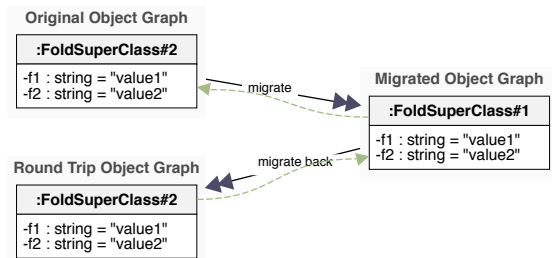 Original Object Graph
:FoldSuperClass#2
-f1 : string = "value1"
-f2 : string = "value2"
migrate
Migrated Object Graph
:FoldSuperClass#1
-f1 : string = "value1"
-f2 : string = "value2"
migrate back
Round Trip Object Graph
:FoldSuperClass#2
-f1 : string = "value1"
-f2 : string = "value2"